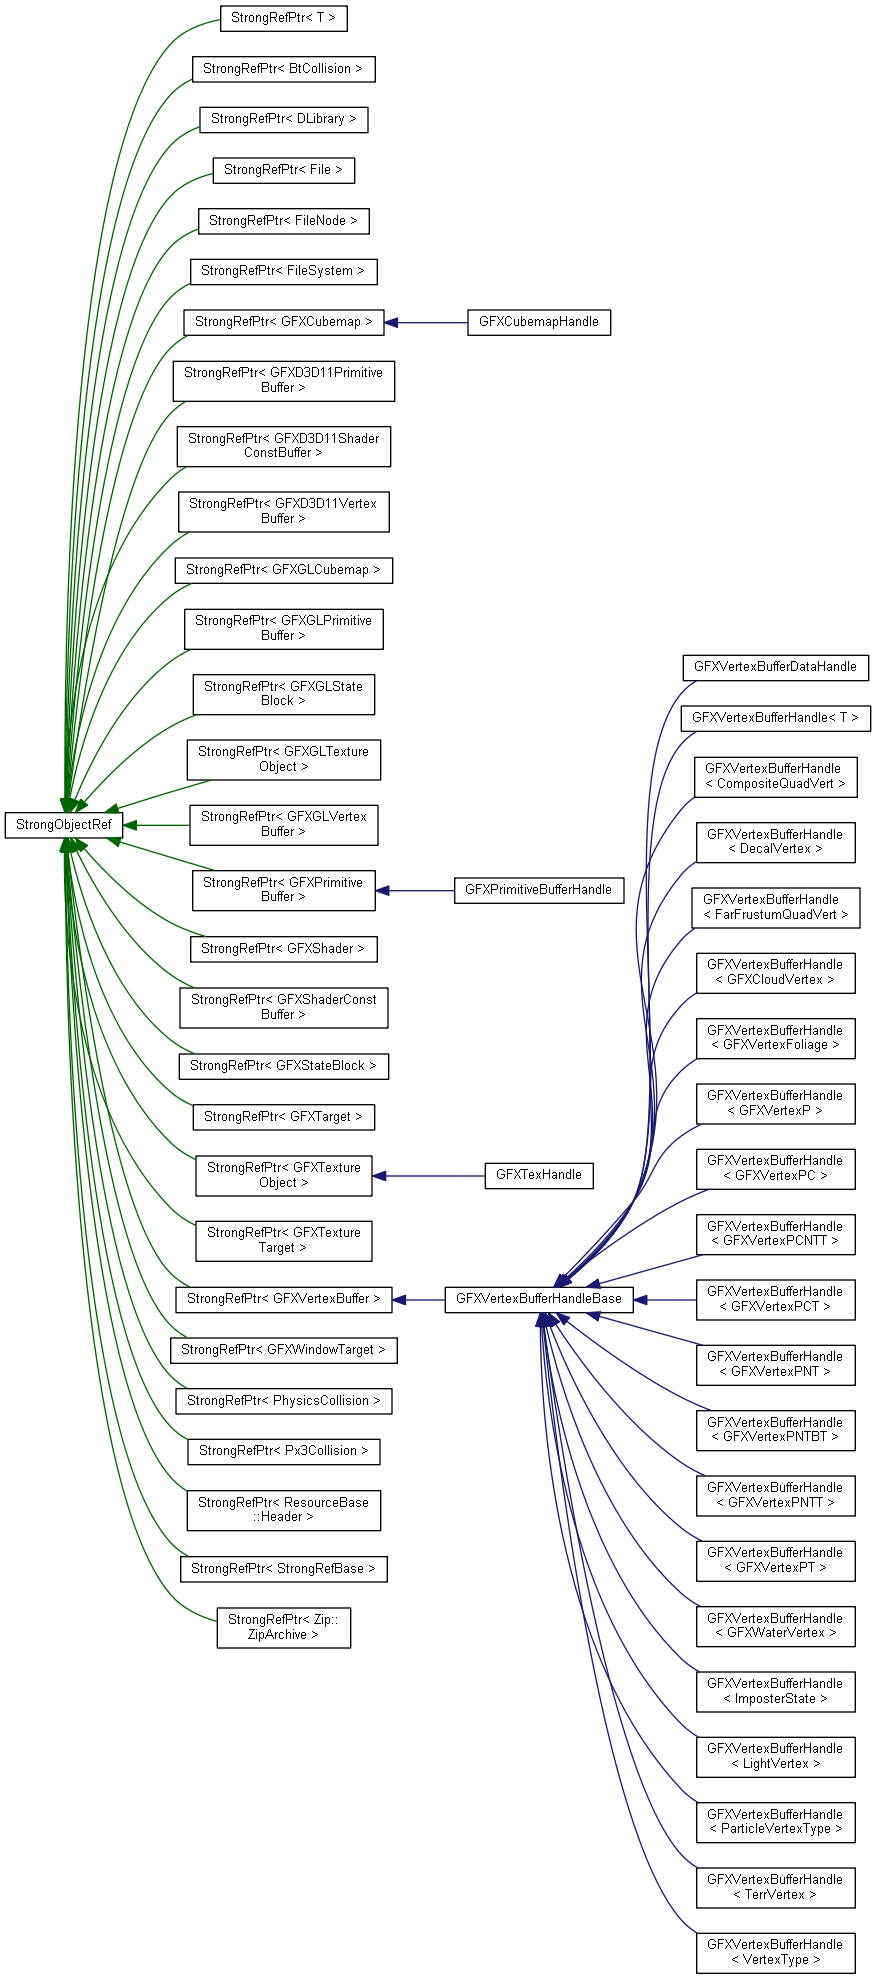 StrongRefPtr< T >
StrongRefPtr< BtCollision >
StrongRefPtr< DLibrary >
StrongRefPtr< File >
StrongRefPtr< FileNode >
StrongRefPtr< FileSystem >
StrongRefPtr< GFXCubemap >
GFXCubemapHandle
StrongRefPtr< GFXD3D11Primitive
Buffer >
StrongRefPtr< GFXD3D11Shader
ConstBuffer >
StrongRefPtr< GFXD3D11Vertex
Buffer >
StrongRefPtr< GFXGLCubemap >
StrongRefPtr< GFXGLPrimitive
Buffer >
StrongRefPtr< GFXGLState
Block >
StrongRefPtr< GFXGLTexture
Object >
StrongObjectRef
StrongRefPtr< GFXGLVertex
Buffer >
StrongRefPtr< GFXPrimitive
Buffer >
GFXPrimitiveBufferHandle
StrongRefPtr< GFXShader >
StrongRefPtr< GFXShaderConst
Buffer >
StrongRefPtr< GFXStateBlock >
StrongRefPtr< GFXTarget >
StrongRefPtr< GFXTexture
Object >
GFXTexHandle
StrongRefPtr< GFXTexture
Target >
StrongRefPtr< GFXVertexBuffer >
GFXVertexBufferHandleBase
StrongRefPtr< GFXWindowTarget >
StrongRefPtr< PhysicsCollision >
StrongRefPtr< Px3Collision >
StrongRefPtr< ResourceBase
::Header >
StrongRefPtr< StrongRefBase >
StrongRefPtr< Zip::
ZipArchive >
GFXVertexBufferDataHandle
GFXVertexBufferHandle< T >
GFXVertexBufferHandle
< CompositeQuadVert >
GFXVertexBufferHandle
< DecalVertex >
GFXVertexBufferHandle
< FarFrustumQuadVert >
GFXVertexBufferHandle
< GFXCloudVertex >
GFXVertexBufferHandle
< GFXVertexFoliage >
GFXVertexBufferHandle
< GFXVertexP >
GFXVertexBufferHandle
< GFXVertexPC >
GFXVertexBufferHandle
< GFXVertexPCNTT >
GFXVertexBufferHandle
< GFXVertexPCT >
GFXVertexBufferHandle
< GFXVertexPNT >
GFXVertexBufferHandle
< GFXVertexPNTBT >
GFXVertexBufferHandle
< GFXVertexPNTT >
GFXVertexBufferHandle
< GFXVertexPT >
GFXVertexBufferHandle
< GFXWaterVertex >
GFXVertexBufferHandle
< ImposterState >
GFXVertexBufferHandle
< LightVertex >
GFXVertexBufferHandle
< ParticleVertexType >
GFXVertexBufferHandle
< TerrVertex >
GFXVertexBufferHandle
< VertexType >